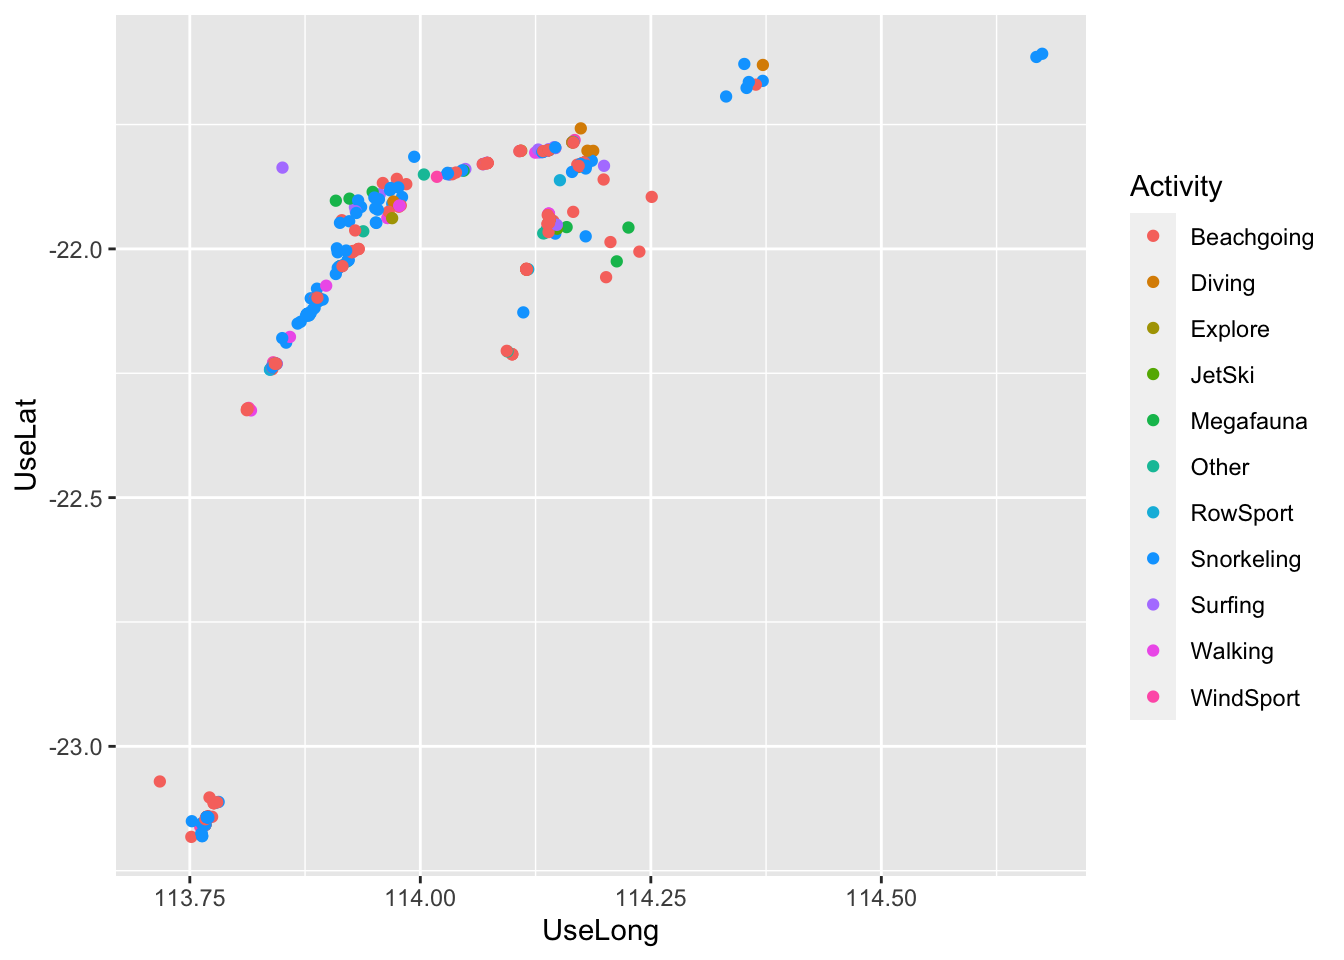 UseLat
-22.0
-22.5
-23.0
113.75
114.00
114.25
114.50
UseLong
Activity
Beachgoing
Diving
Explore
JetSki
Megafauna
Other
RowSport
Snorkeling
Surfing
Walking
WindSport